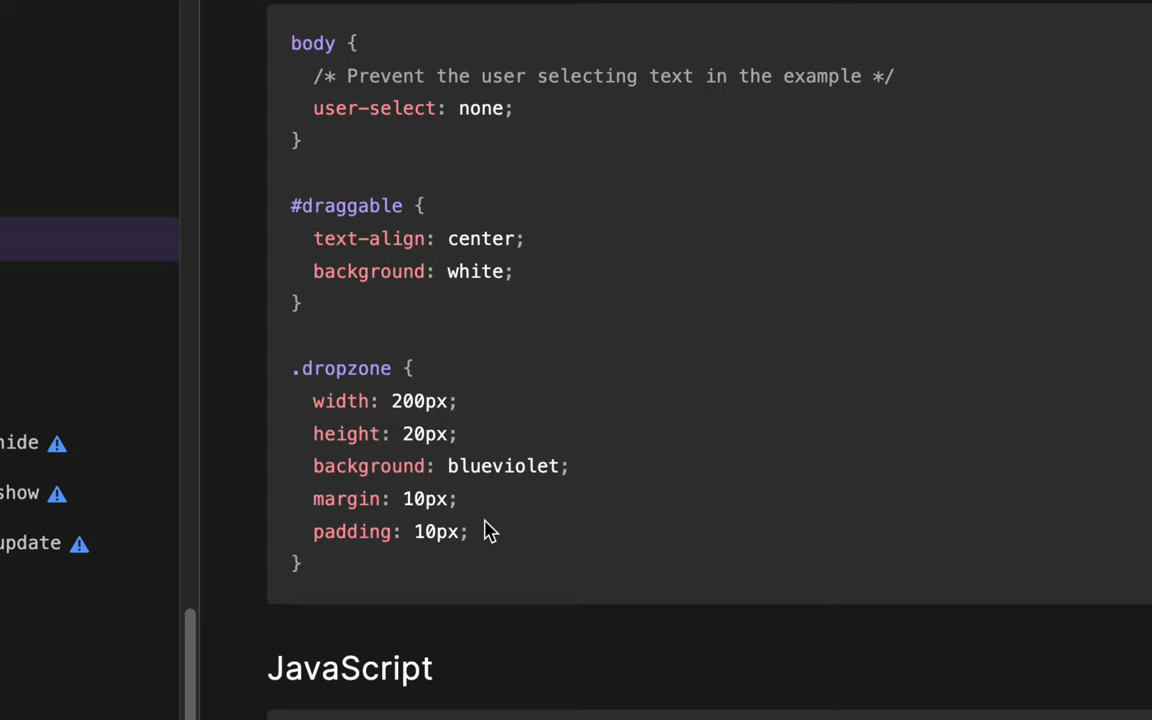 body {
/* Prevent the user selecting text in the example */
user-select: none;
}
#draggable {
text-align: center;
background: white;
}
.dropzone {
width: 200px;
height: 20px;
background: blueviolet;
margin: 10px;
padding: 10px;
}
hide
show
update
JavaScript